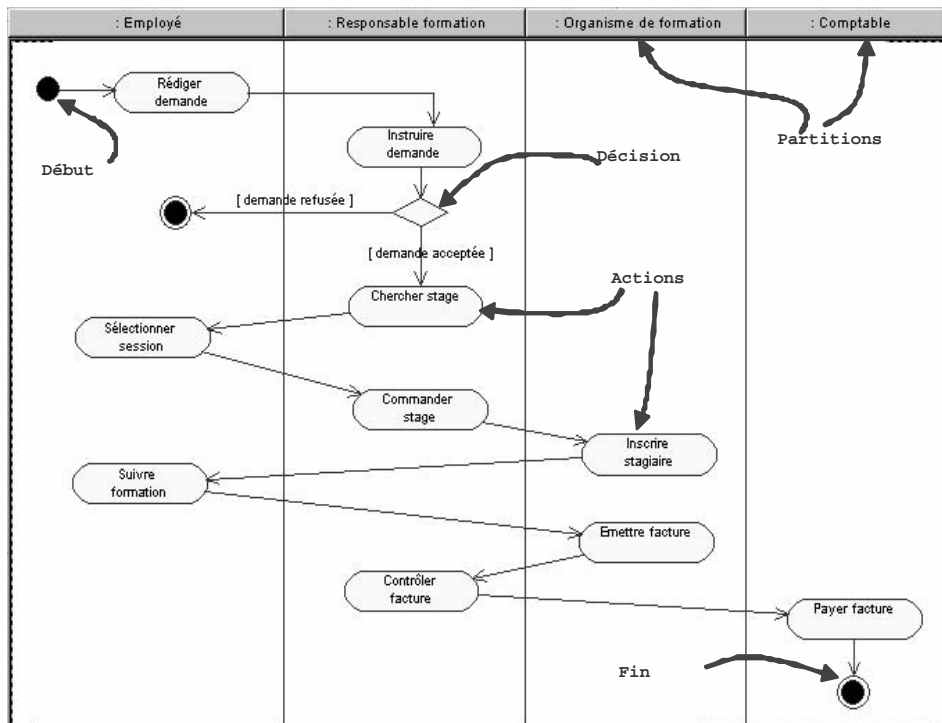 : Employé
: Responsable formation
: Organisme de formation
: Comptable
Rédiger
demande
Instruire
demande
Partitions
Début
Décision
[ demande refusée ]
[ demande acceptée ]
Actions
Chercher stage
Sélectionner
session
Commander
stage
Inscrire
stagiaire
Suivre
formation
Emettre facture
Contrôler
facture
Payer facture
Fin